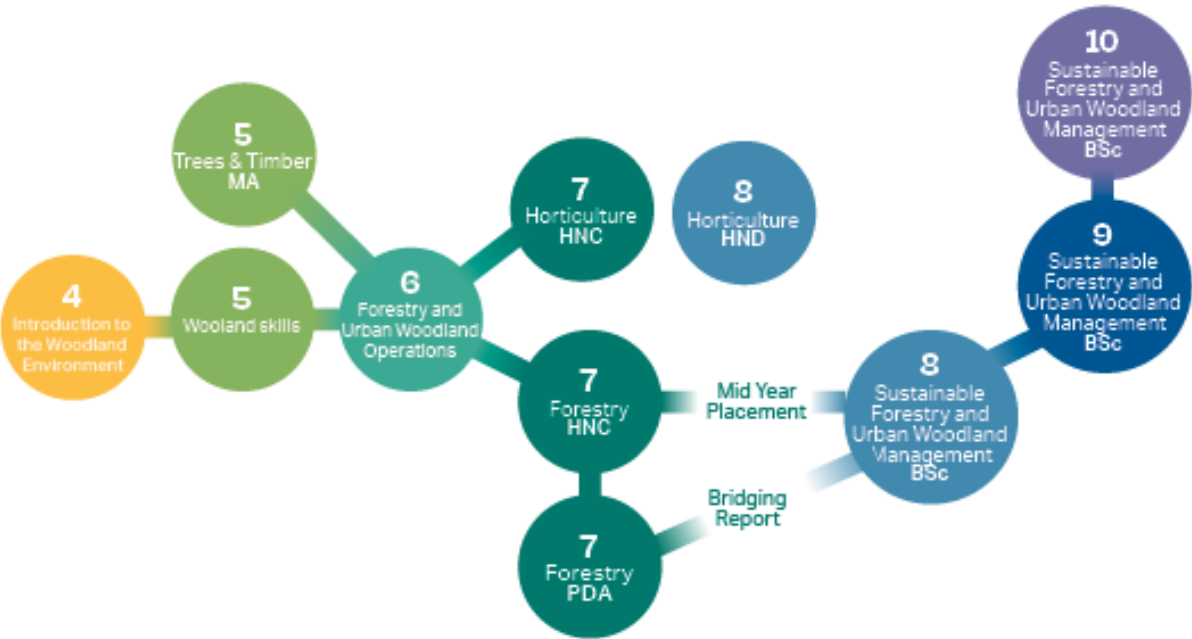 4
Introduction to
the Woodland
Environment
5
Trees & Timber
MA
5
Wooland skills
6
Forestry and
Urban Woodland
Operations
7
Horticulture
HNC
8
Horticulture
HND
7
Forestry
HNC
Mid Year
Placement
7
Forestry
PDA
Bridging
Report
8
Sustainable
Forestry and
Urban Woodland
Management
BSc
9
Sustainable
Forestry and
Urban Woodland
Management
BSc
10
Sustainable
Forestry and
Urban Woodland
Management
BSc